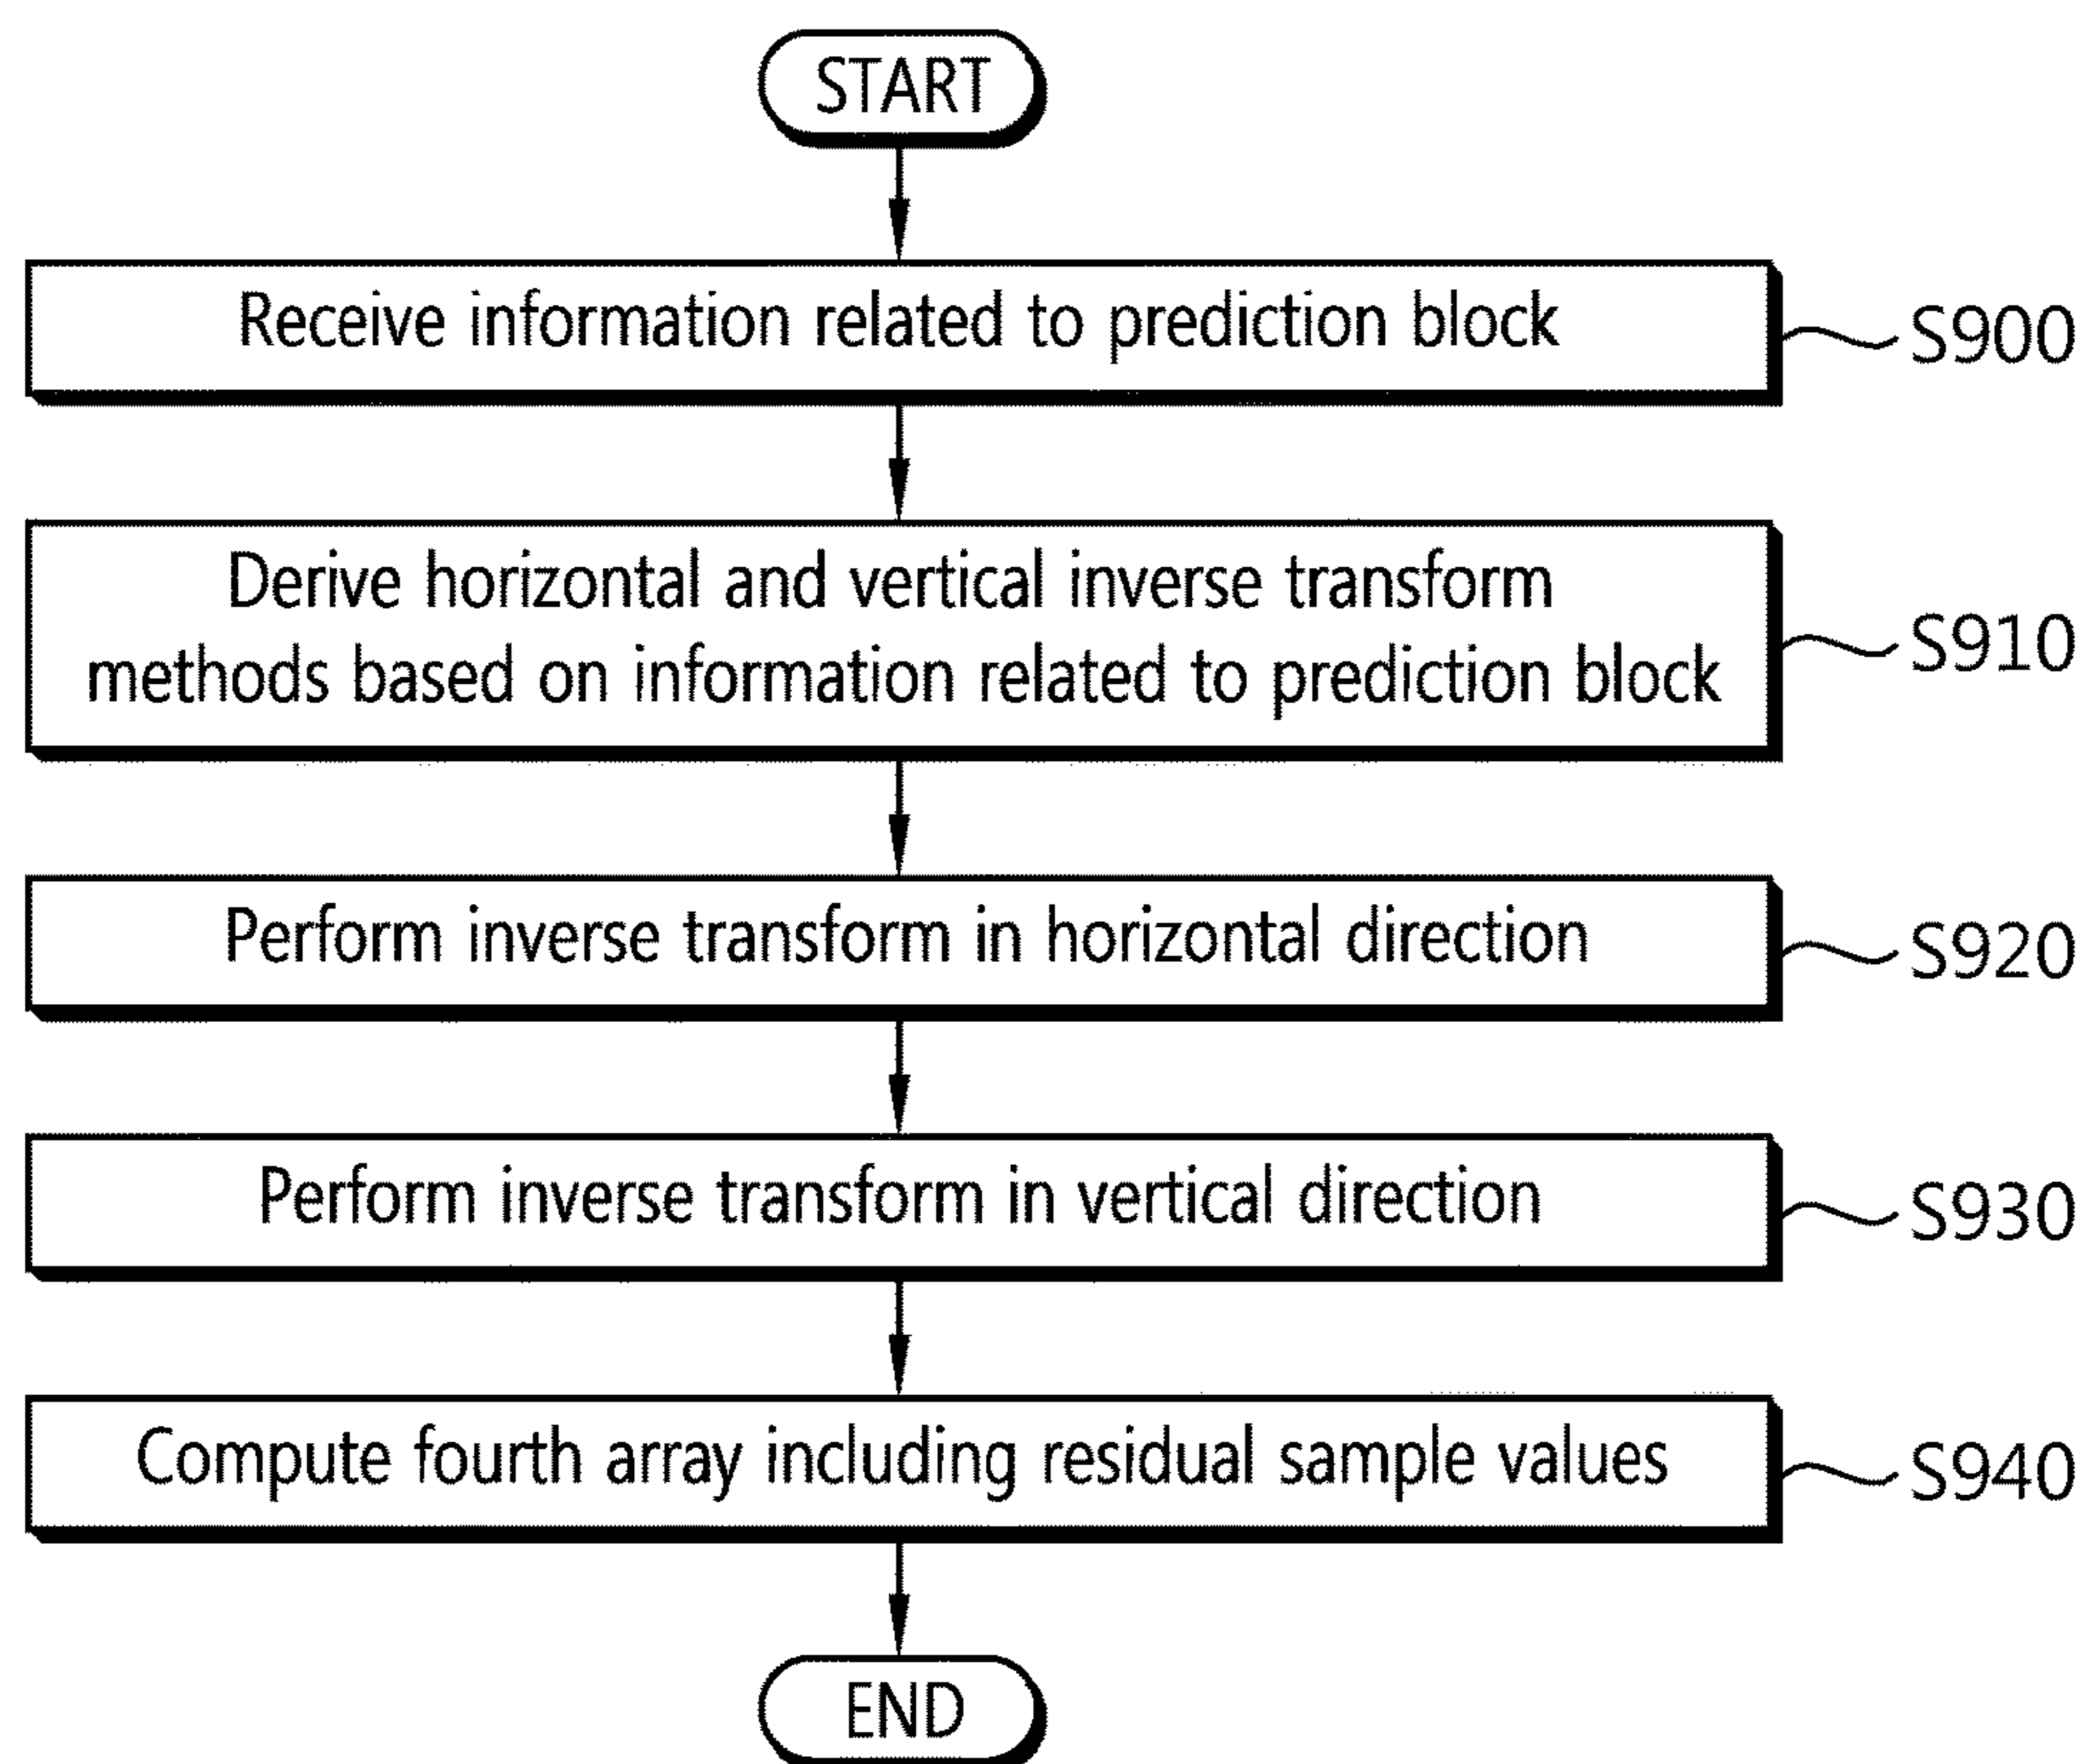 START
Receive information related to prediction block
S900
Derive horizontal and vertical inverse transform
methods based on information related to prediction block
S910
Perform inverse transform in horizontal direction
S920
Perform inverse transform in vertical direction
S930
Compute fourth array including residual sample values
S940
END